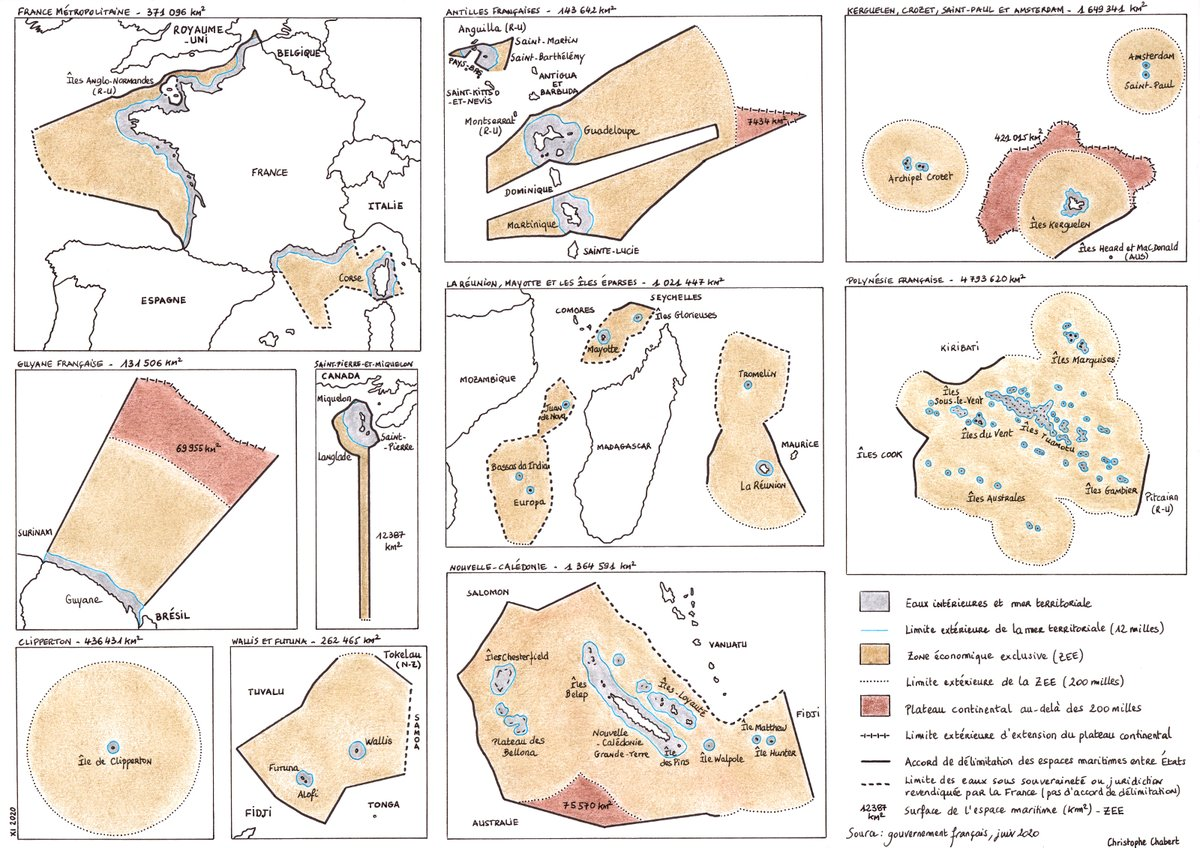 FRANCE MÉTROPOLITAINE - 371 096 KM²
ROYAUME
-UNI
BELGIQUE
Îles Anglo-Normandes
(R-U)
FRANCE
ITALIE
CORSE
ESPAGNE
ANTILLES FRANÇAISES - 143 642 KM²
Anguilla (R-U)
Saint-Martin
Saint-Barthélémy
PAYS-BAS
SAINT-KITTS
-ET-NEVIS
ANTIGUA
ET
BARBUDA
Montserrat
(R-U)
Guadeloupe
7434 KM²
DOMINIQUE
Martinique
SAINTE-LUCIE
KERGUELEN, CROZET, SAINT-PAUL ET AMSTERDAM - 1 649 341 KM²
Amsterdam
Saint-Paul
421 015 KM²
Archipel Crozet
Îles Kerguelen
Îles Heard et MacDonald
(AUS)
GUYANE FRANÇAISE - 131 506 KM²
69 955 KM²
SURINAM
Guyane
BRÉSIL
SAINT-PIERRE-ET-MIQUELON
CANADA
Miquelon
Saint-
Pierre
Langlade
12387
KM²
LA RÉUNION, MAYOTTE ET LES ÎLES ÉPARSES - 1 021 447 KM²
SEYCHELLES
COMORES
Îles Glorieuses
Mayotte
MOZAMBIQUE
Juan
de Nova
TROMELIN
MADAGASCAR
MAURICE
Bassas da India
Europa
LA RÉUNION
POLYNÉSIE FRANÇAISE - 4 793 620 KM²
KIRIBATI
Îles Marquises
Îles
Sous-le-Vent
Îles du Vent
Îles Tuamotu
ÎLES COOK
Îles Gambier
Îles Australes
Pitcairn
(R-U)
CLIPPERTON - 436 431 KM²
Île de Clipperton
XI 2020
WALLIS ET FUTUNA - 262 465 KM²
Tokelau
(N-Z)
TUVALU
SAMOA
Wallis
Futuna
Alofi
FIDJI
TONGA
NOUVELLE-CALÉDONIE - 1 364 591 KM²
SALOMON
VANUATU
Îles Chesterfield
Îles
Belep
Îles Loyauté
FIDJI
Plateau des
Bellona
Nouvelle
-Calédonie
Grande-Terre
Île
des Pins
Île Walpole
Île Matthew
Île Hunter
75 570 KM²
AUSTRALIE
Eaux intérieures et mer territoriale
Limite extérieure de la mer territoriale (12 milles)
Zone économique exclusive (ZEE)
Limite extérieure de la ZEE (200 milles)
Plateau continental au-delà des 200 milles
Limite extérieure d'extension du plateau continental
Accord de délimitation des espaces maritimes entre États
Limite des eaux sous souveraineté ou juridiction
revendiquée par la France (pas d'accord de délimitation)
12387
KM²
Surface de l'espace maritime (km²) - ZEE
Source : gouvernement français, juin 2020
Christophe Chabert